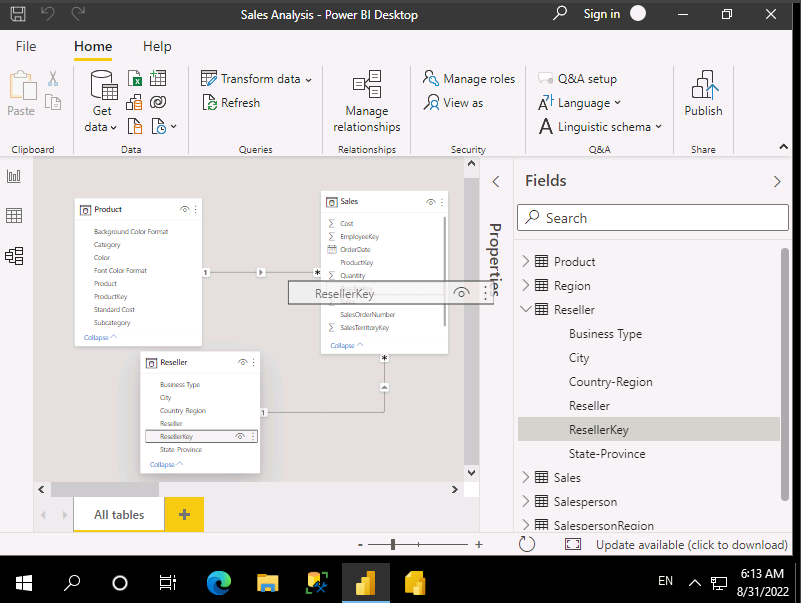 Sales Analysis - Power BI Desktop
Sign in
File
Home
Help
Paste
Get
data
Transform data
Refresh
Manage
relationships
Manage roles
View as
Q&A setup
Language
Linguistic schema
Publish
Clipboard
Data
Queries
Relationships
Security
Q&A
Share
Product
Background Color Format
Category
Color
Font Color Format
Product
ProductKey
Standard Cost
Subcategory
Collapse
1
*
Sales
Cost
EmployeeKey
OrderDate
ProductKey
Quantity
ResellerKey
SalesOrderNumber
SalesTerritoryKey
Collapse
*
Reseller
Business Type
City
Country-Region
Reseller
ResellerKey
State-Province
Collapse
1
Properties
Fields
Search
Product
Region
Reseller
Business Type
City
Country-Region
Reseller
ResellerKey
State-Province
Sales
Salesperson
SalespersonRegion
All tables
+
- +
Update available (click to download)
EN
6:13 AM
8/31/2022